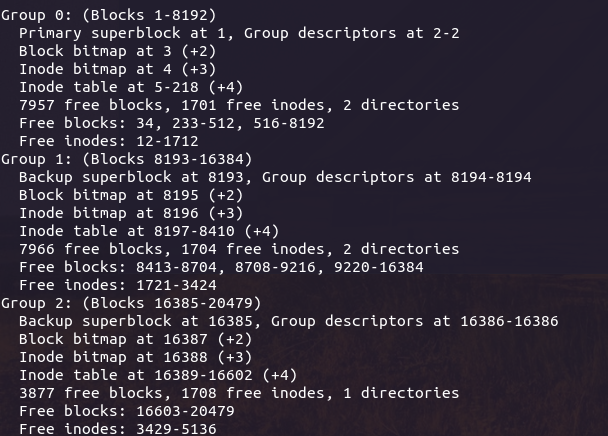 Group 0: (Blocks 1-8192)
Primary superblock at 1, Group descriptors at 2-2
Block bitmap at 3 (+2)
Inode bitmap at 4 (+3)
Inode table at 5-218 (+4)
7957 free blocks, 1701 free inodes, 2 directories
Free blocks: 34, 233-512, 516-8192
Free inodes: 12-1712
Group 1: (Blocks 8193-16384)
Backup superblock at 8193, Group descriptors at 8194-8194
Block bitmap at 8195 (+2)
Inode bitmap at 8196 (+3)
Inode table at 8197-8410 (+4)
7966 free blocks, 1704 free inodes, 2 directories
Free blocks: 8413-8704, 8708-9216, 9220-16384
Free inodes: 1721-3424
Group 2: (Blocks 16385-20479)
Backup superblock at 16385, Group descriptors at 16386-16386
Block bitmap at 16387 (+2)
Inode bitmap at 16388 (+3)
Inode table at 16389-16602 (+4)
3877 free blocks, 1708 free inodes, 1 directories
Free blocks: 16603-20479
Free inodes: 3429-5136